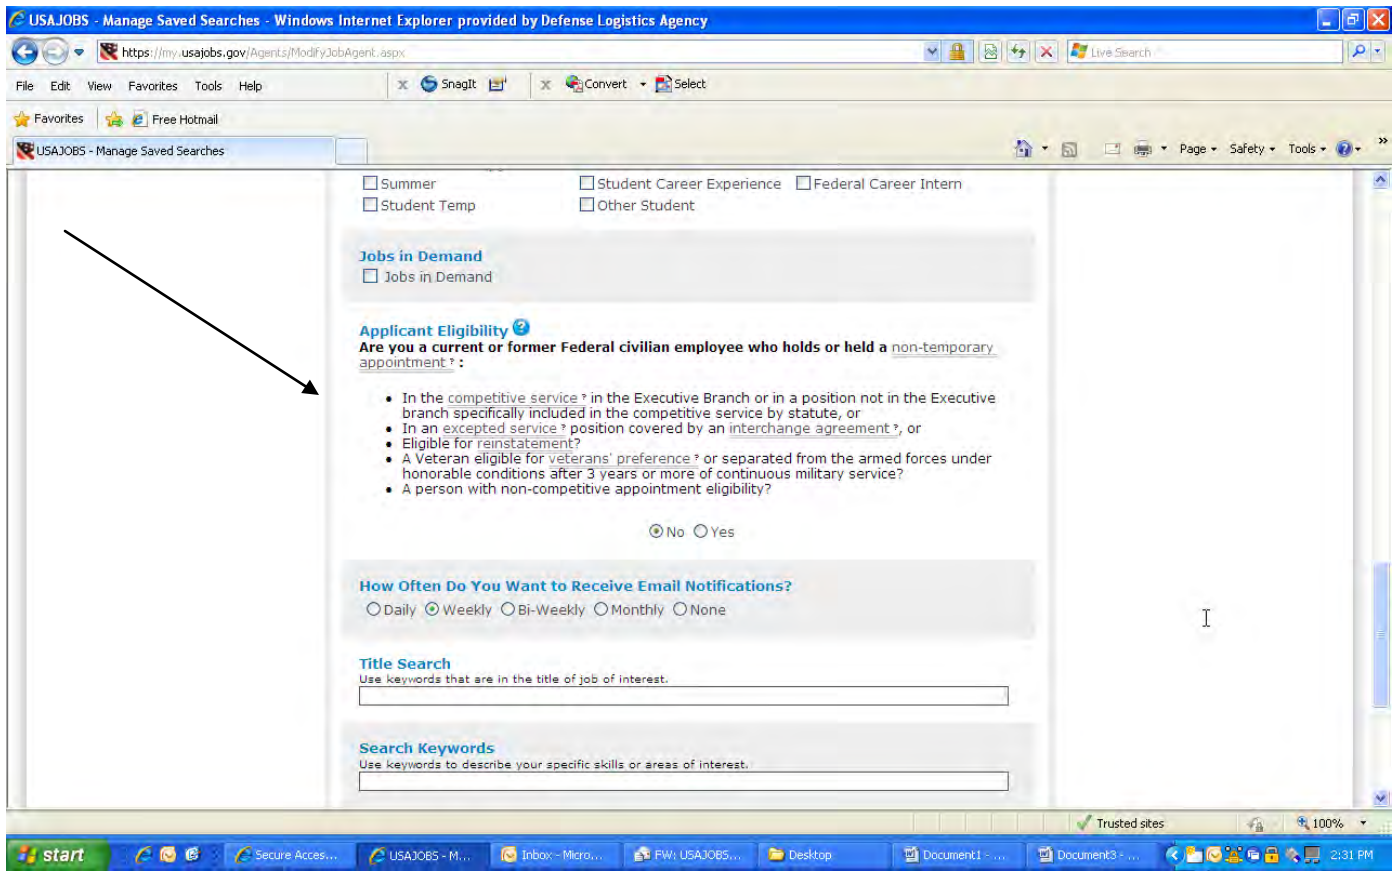 USAJOBS - Manage Saved Searches - Windows Internet Explorer provided by Defense Logistics Agency
https://my.usajobs.gov/Agents/ModifyJobAgent.aspx
Live Search
File Edit View Favorites Tools Help
x SnagIt
x Convert Select
Favorites Free Hotmail
USAJOBS - Manage Saved Searches
Page Safety Tools »
Summer Student Career Experience Federal Career Intern
Student Temp Other Student
Jobs in Demand
Jobs in Demand
Applicant Eligibility ?
Are you a current or former Federal civilian employee who holds or held a non-temporary
appointment ? :
• In the competitive service ? in the Executive Branch or in a position not in the Executive
branch specifically included in the competitive service by statute, or
• In an excepted service ? position covered by an interchange agreement ?, or
• Eligible for reinstatement?
• A Veteran eligible for veterans' preference ? or separated from the armed forces under
honorable conditions after 3 years or more of continuous military service?
• A person with non-competitive appointment eligibility?
No Yes
How Often Do You Want to Receive Email Notifications?
Daily Weekly Bi-Weekly Monthly None
Title Search
Use keywords that are in the title of job of interest.
Search Keywords
Use keywords to describe your specific skills or areas of interest.
Trusted sites 100%
start Secure Acces... USAJOBS - M... Inbox - Micro... FW: USAJOBS... Desktop Document1 - ... Document3 - ... 2:31 PM